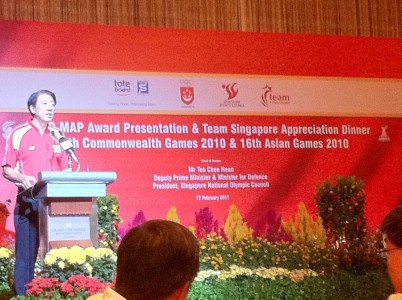 tote
board
team
MAP Award Presentation & Team Singapore Appreciation Dinner
Commonwealth Games 2010 & 16th Asian Games 2010
Guest of Honour
Mr Teo Chee Hean
Deputy Prime Minister & Minister for Defence
President, Singapore National Olympic Council
19 February 2011